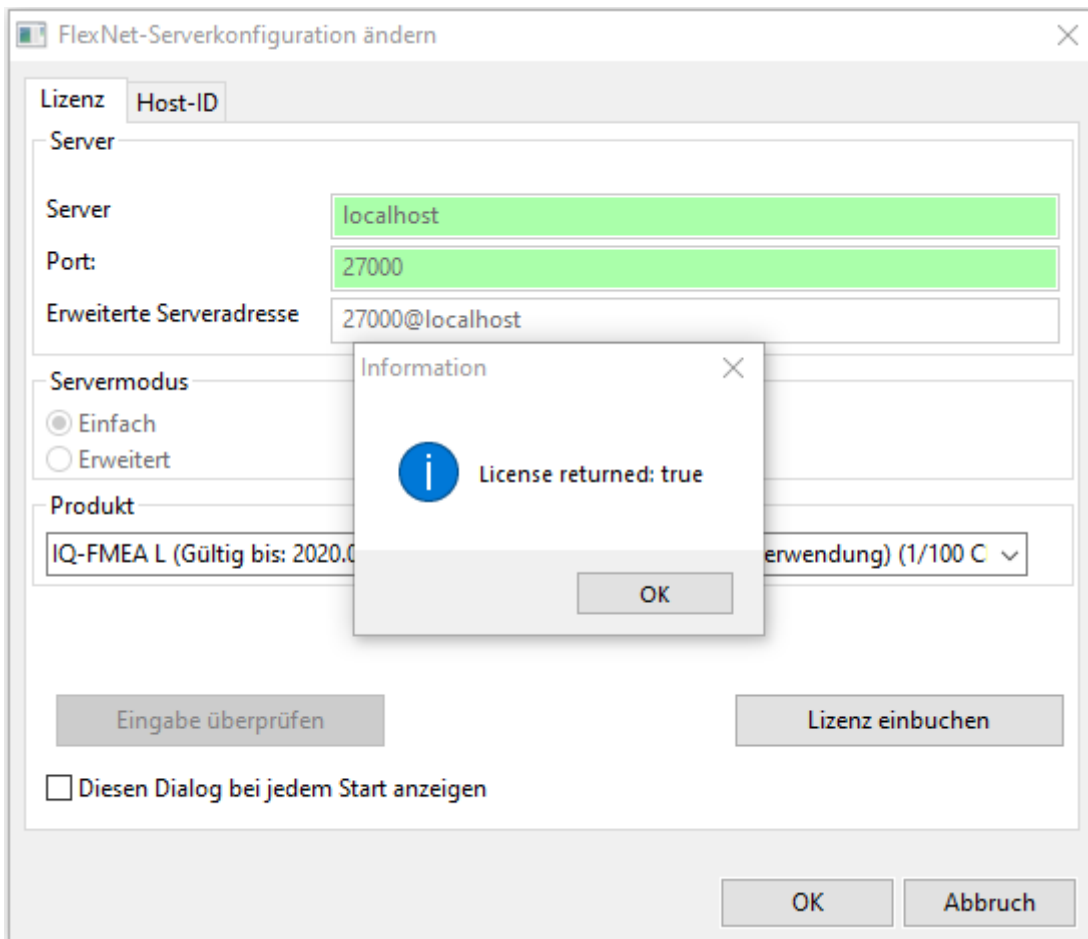 FlexNet-Serverkonfiguration ändern
Lizenz Host-ID
Server
Server localhost
Port: 27000
Erweiterte Serveradresse 27000@localhost
Information
Servermodus
Einfach
Erweitert
License returned: true
Produkt
IQ-FMEA L (Gültig bis: 2020.0 erwendung) (1/100 C
OK
Eingabe überprüfen Lizenz einbuchen
Diesen Dialog bei jedem Start anzeigen
OK Abbruch